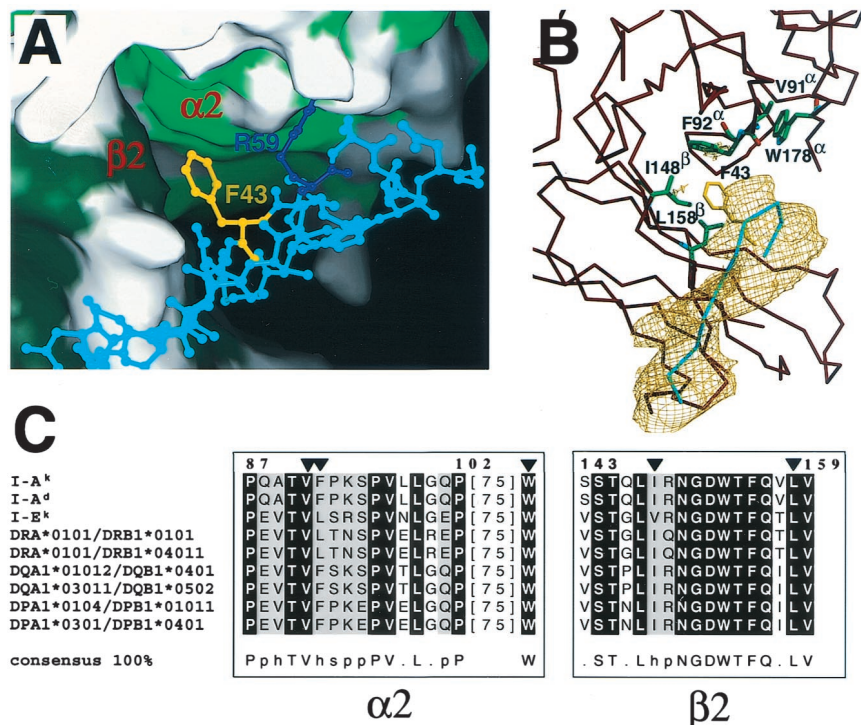 A
α2
β2
R59
F43
B
V91α
F92α
W178α
I148β
F43
L158β
C
87 102 143 159
I-Ak PQATVFPKSPVLLGQP[75]W SSTQLIRNGDWTFQVLV
I-Ad PQATVFPKSPVLLGQP[75]W SSTQLIRNGDWTFQVLV
I-Ek PEVTVLSRSPVNLGEP[75]W VSTGLVRNGDWTFQTLV
DRA*0101/DRB1*0101 PEVTVLTNSPVELREP[75]W VSTGLIQNGDWTFQTLV
DRA*0101/DRB1*04011 PEVTVLTNSPVELREP[75]W VSTGLIQNGDWTFQTLV
DQA1*01012/DQB1*0401 PEVTVFSKSPVTLGQP[75]W VSTPLIRNGDWTFQILV
DQA1*03011/DQB1*0502 PEVTVFSKSPVTLGQP[75]W VSTPLIRNGDWTFQILV
DPA1*0104/DPB1*01011 PEVTVFPKEPVELGQP[75]W VSTNLIRNGDWTFQILV
DPA1*0301/DPB1*0401 PEVTVFPKEPVELGQP[75]W VSTNLIRNGDWTFQILV
consensus 100% PphTVhsppPV.L.pP W .ST.LhpNGDWTFQ.LV
α2 β2